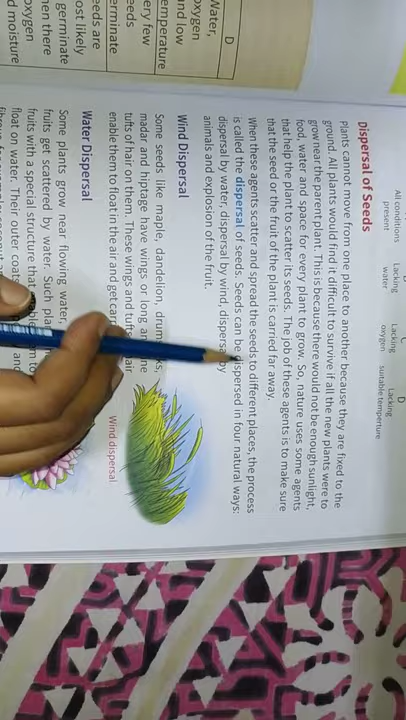 D
Water,
oxygen
and low
temperature
very few
seeds
germinate
seeds are
most likely
germinate
when there
oxygen
d moisture
C
D
All conditions
present
Lacking
water
Lacking
oxygen
Lacking
suitable temperture
Dispersal of Seeds
Plants cannot move from one place to another because they are fixed to the
ground. All plants would find it difficult to survive if all the new plants were to
grow near the parent plant. This is because there would not be enough sunlight,
food, water and space for every plant to grow. So, nature uses some agents
that help the plant to scatter its seeds. The job of these agents is to make sure
that the seed or the fruit of the plant is carried far away.
When these agents scatter and spread the seeds to different places, the process
is called the dispersal of seeds. Seeds can be dispersed in four natural ways:
dispersal by water, dispersal by wind, dispersal by
animals and explosion of the fruit.
Wind Dispersal
Some seeds like maple, dandelion,
madar and hiptage have wings or long
tufts of hair on them. These wings and tufts hair
enable them to float in the air and get
Wind dispersal
Water Dispersal
Some plants grow near flowing water,
fruits get scattered by water. Such
fruits with special structure that
float on water. Their outer coats